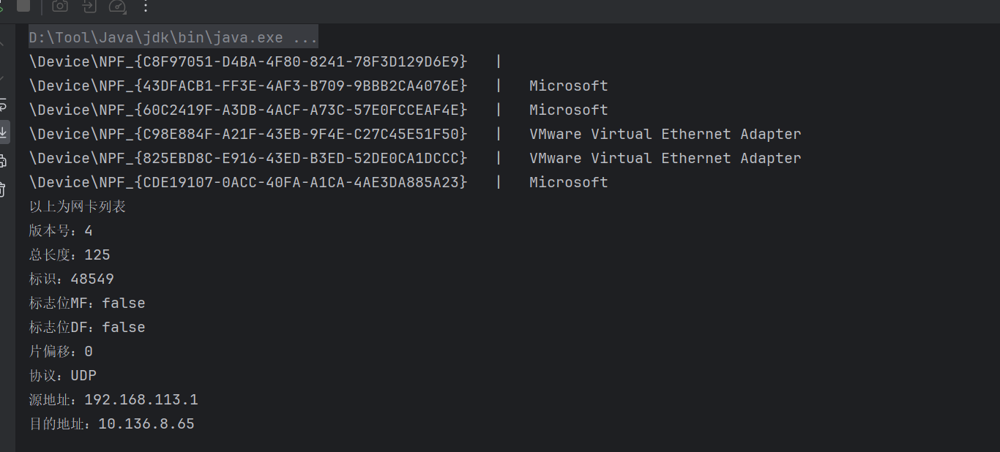 D:\Tool\Java\jdk\bin\java.exe ...
\Device\NPF_{C8F97051-D4BA-4F80-8241-78F3D129D6E9}   |
\Device\NPF_{43DFACB1-FF3E-4AF3-B709-9BBB2CA4076E}   |   Microsoft
\Device\NPF_{60C2419F-A3DB-4ACF-A73C-57E0FCCEAF4E}   |   Microsoft
\Device\NPF_{C98E884F-A21F-43EB-9F4E-C27C45E51F50}   |   VMware Virtual Ethernet Adapter
\Device\NPF_{825EBD8C-E916-43ED-B3ED-52DE0CA1DCCC}   |   VMware Virtual Ethernet Adapter
\Device\NPF_{CDE19107-0ACC-40FA-A1CA-4AE3DA885A23}   |   Microsoft
以上为网卡列表
版本号：4
总长度：125
标识：48549
标志位MF：false
标志位DF：false
片偏移：0
协议：UDP
源地址：192.168.113.1
目的地址：10.136.8.65